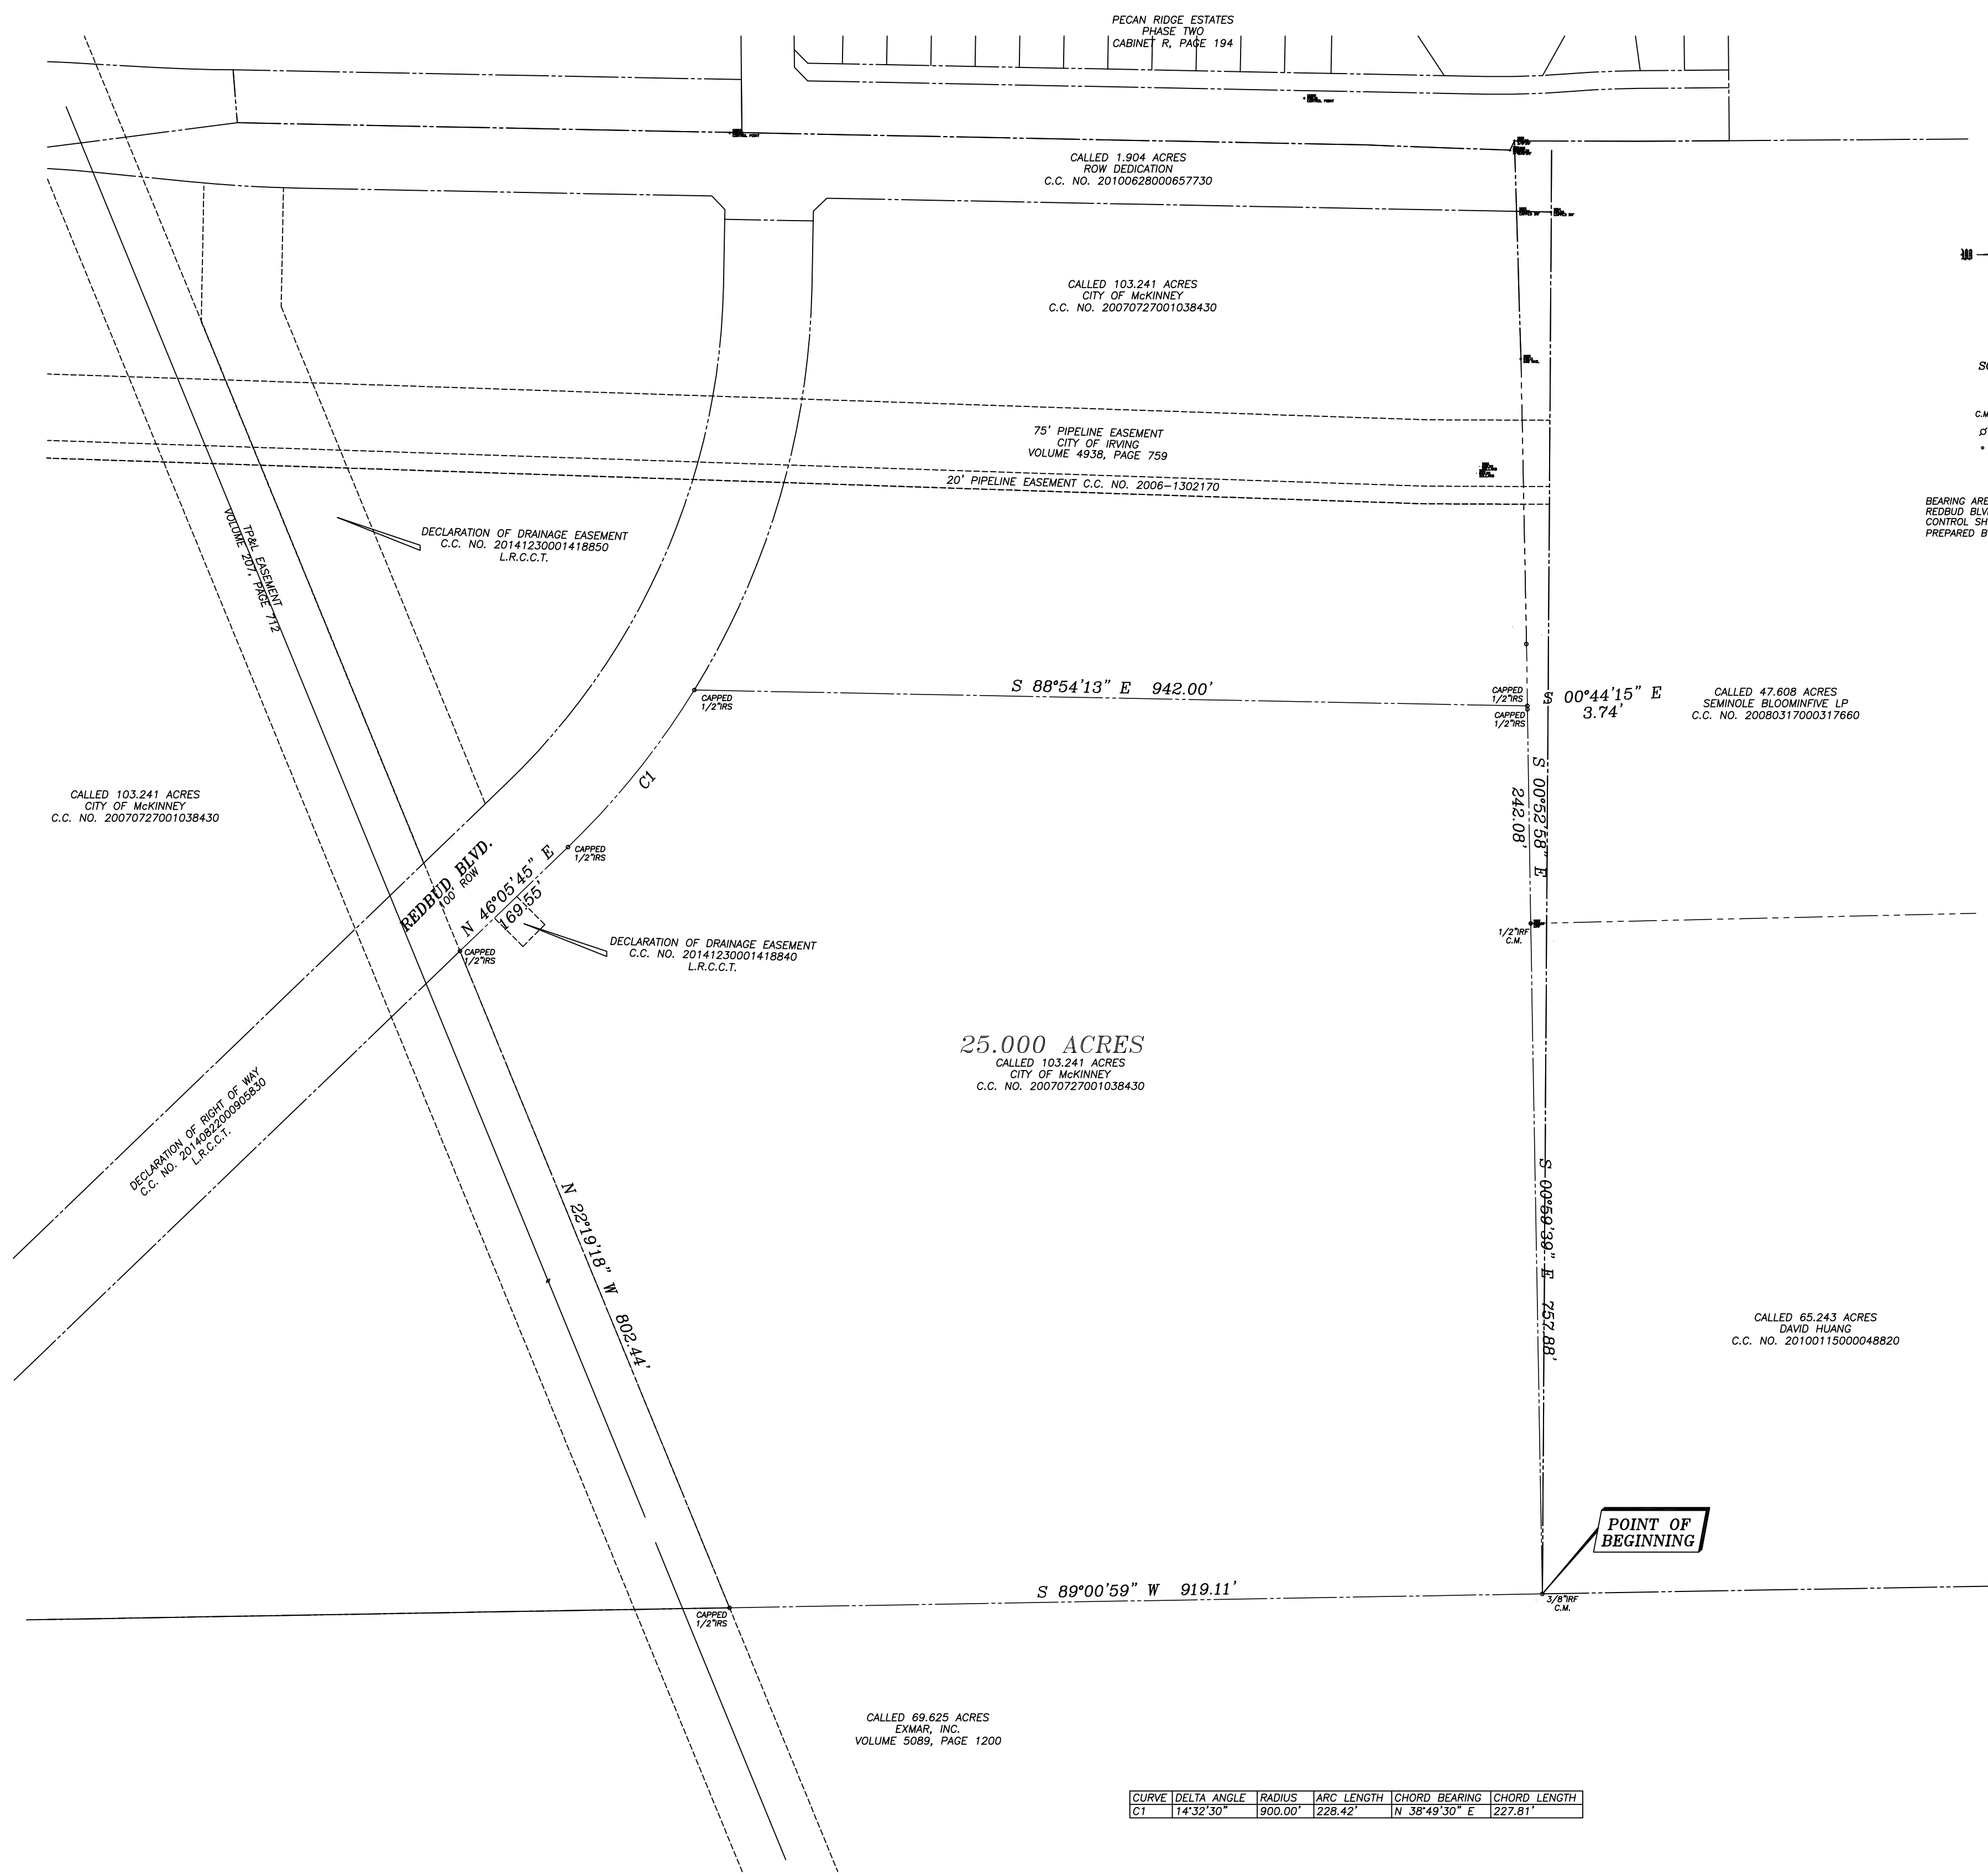 PECAN RIDGE ESTATES
PHASE TWO
CABINET R, PAGE 194
CONTROL POINT
CONTROL POINT
CALLED 1.904 ACRES
ROW DEDICATION
C.C. NO. 20100628000657730
CALLED 103.241 ACRES
CITY OF McKINNEY
C.C. NO. 20070727001038430
75' PIPELINE EASEMENT
CITY OF IRVING
VOLUME 4938, PAGE 759
20' PIPELINE EASEMENT C.C. NO. 2006-1302170
C.M
BEARING ARE
REDBUD BLV
CONTROL SH
PREPARED B
TP&L EASEMENT
VOLUME 207, PAGE 712
DECLARATION OF DRAINAGE EASEMENT
C.C. NO. 20141230001418850
L.R.C.C.T.
S 88°54'13" E 942.00'
CAPPED
1/2"IRS
CAPPED
1/2"IRS
CAPPED
1/2"IRS
S 00°44'15" E
3.74'
CALLED 47.608 ACRES
SEMINOLE BLOOMINFIVE LP
C.C. NO. 20080317000317660
C1
S 00°52'58" E
242.08'
CALLED 103.241 ACRES
CITY OF McKINNEY
C.C. NO. 20070727001038430
REDBUD BLVD.
100' ROW
N 46°05'45" E
169.55'
CAPPED
1/2"IRS
CAPPED
1/2"IRS
DECLARATION OF DRAINAGE EASEMENT
C.C. NO. 20141230001418840
L.R.C.C.T.
1/2"IRF
C.M.
25.000 ACRES
CALLED 103.241 ACRES
CITY OF McKINNEY
C.C. NO. 20070727001038430
DECLARATION OF RIGHT OF WAY
C.C. NO. 20140822000905830
L.R.C.C.T.
N 22°19'18" W 802.44'
S 00°59'39" E 757.88'
CALLED 65.243 ACRES
DAVID HUANG
C.C. NO. 20100115000048820
POINT OF
BEGINNING
S 89°00'59" W 919.11'
CAPPED
1/2"IRS
3/8"IRF
C.M.
CALLED 69.625 ACRES
EXMAR, INC.
VOLUME 5089, PAGE 1200
CURVE DELTA ANGLE RADIUS ARC LENGTH CHORD BEARING CHORD LENGTH
C1 14°32'30" 900.00' 228.42' N 38°49'30" E 227.81'